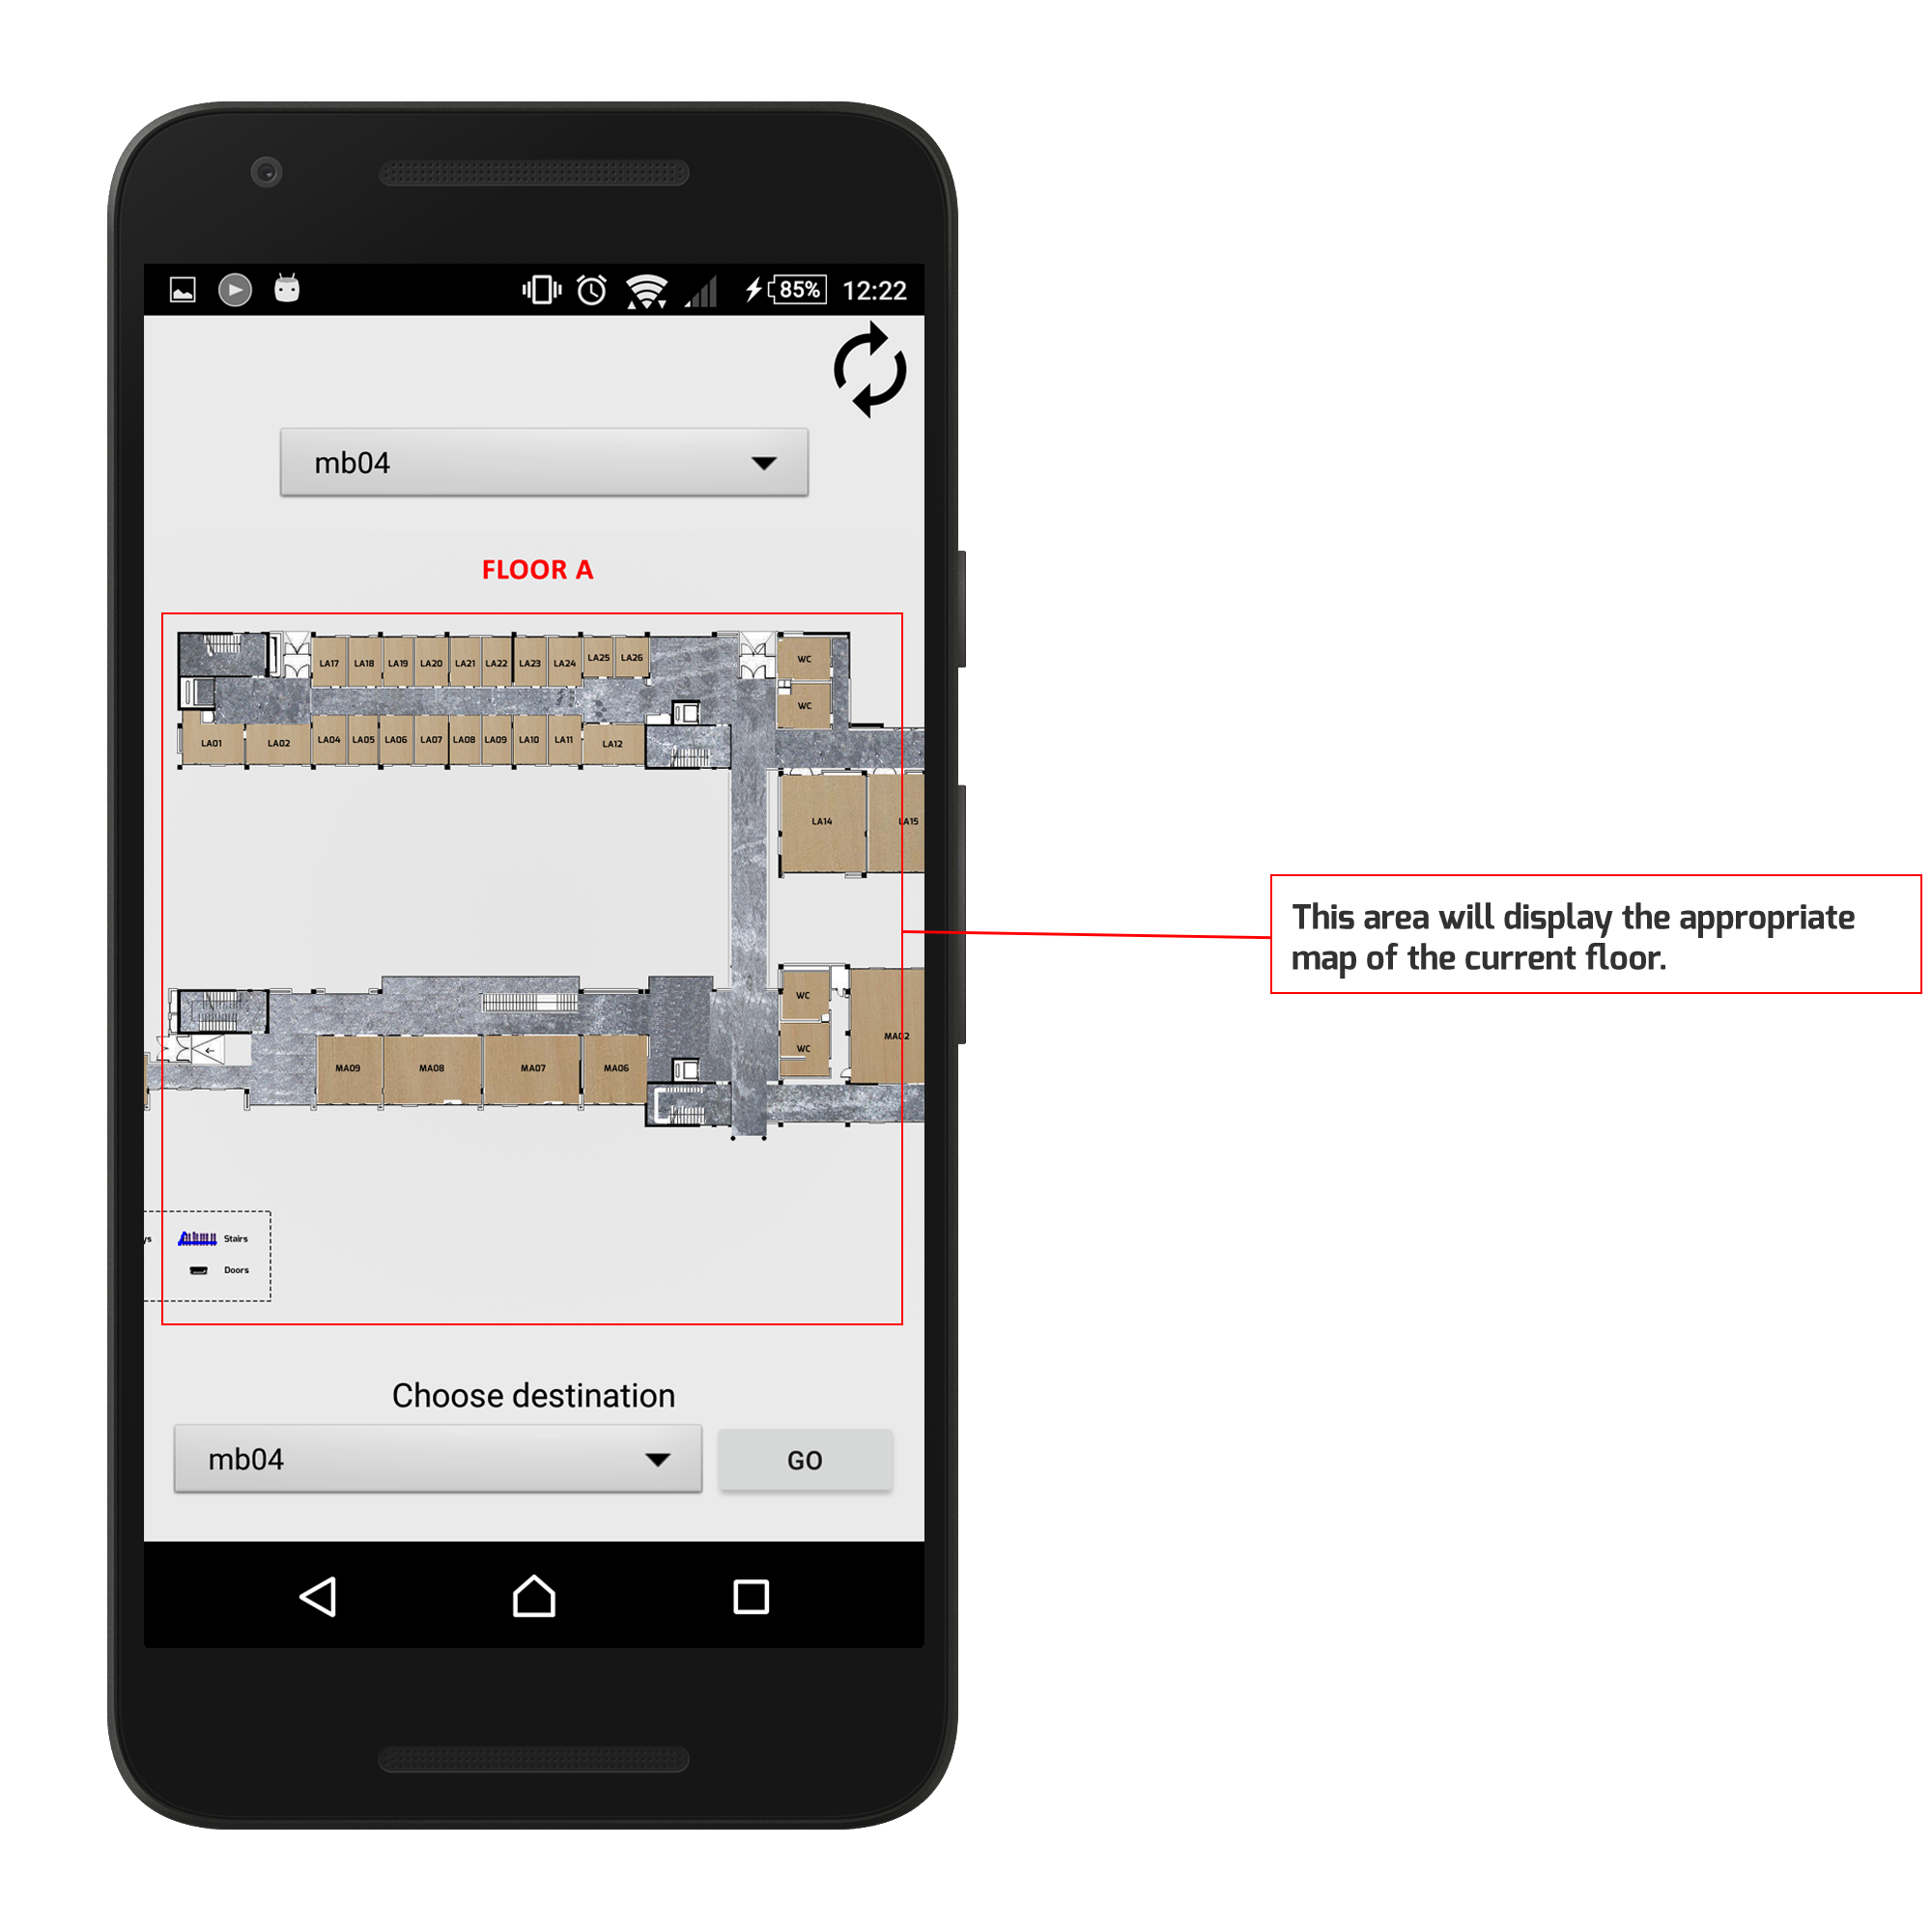 85% 12:22
mb04
FLOOR A
LA17 LA18 LA19 LA20 LA21 LA22 LA23 LA24 LA25 LA26 WC
WC
LA01 LA02 LA04 LA05 LA06 LA07 LA08 LA09 LA10 LA11 LA12
LA14 LA15
This area will display the appropriate
map of the current floor.
WC
MA02
WC
MA09 MA08 MA07 MA06
ys Stairs
Doors
Choose destination
mb04 GO